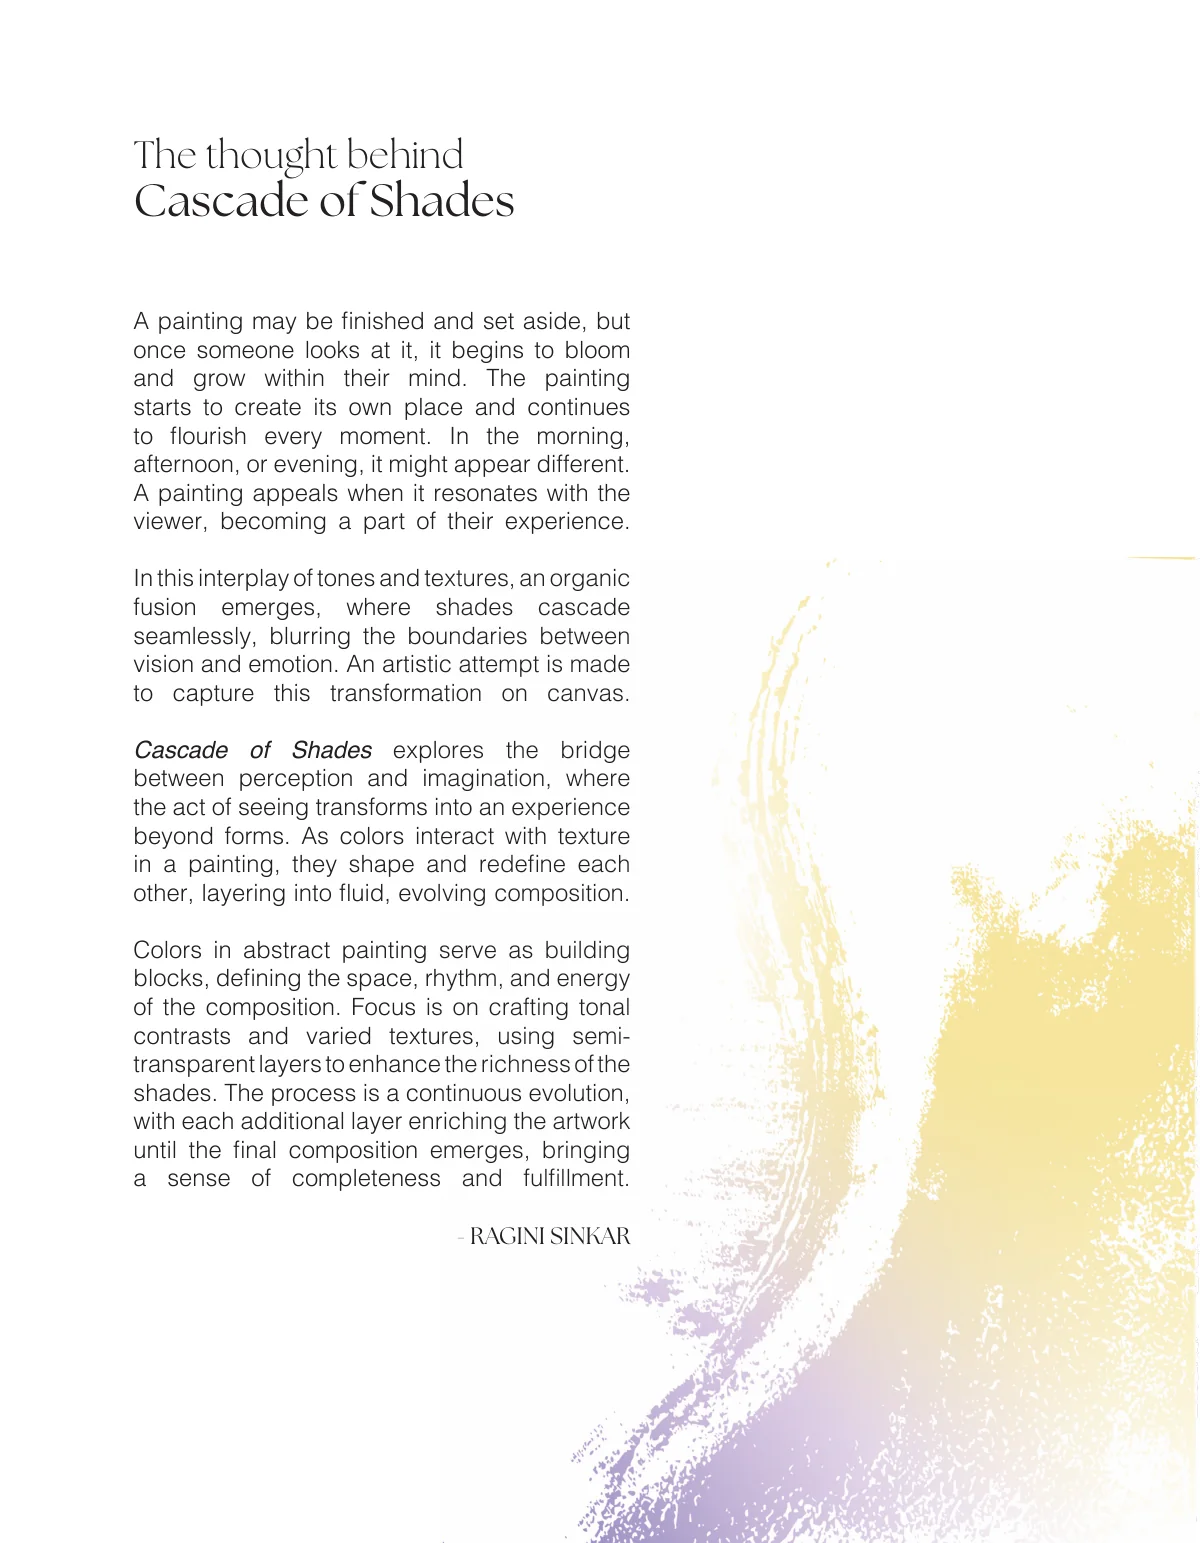 The thought behind
Cascade of Shades
A painting may be finished and set aside, but
once someone looks at it, it begins to bloom
and grow within their mind. The painting
starts to create its own place and continues
to flourish every moment. In the morning,
afternoon, or evening, it might appear different.
A painting appeals when it resonates with the
viewer, becoming a part of their experience.
In this interplay of tones and textures, an organic
fusion emerges, where shades cascade
seamlessly, blurring the boundaries between
vision and emotion. An artistic attempt is made
to capture this transformation on canvas.
Cascade of Shades explores the bridge
between perception and imagination, where
the act of seeing transforms into an experience
beyond forms. As colors interact with texture
in a painting, they shape and redefine each
other, layering into fluid, evolving composition.
Colors in abstract painting serve as building
blocks, defining the space, rhythm, and energy
of the composition. Focus is on crafting tonal
contrasts and varied textures, using semi-
transparent layers to enhance the richness of the
shades. The process is a continuous evolution,
with each additional layer enriching the artwork
until the final composition emerges, bringing
a sense of completeness and fulfillment.
- RAGINI SINKAR